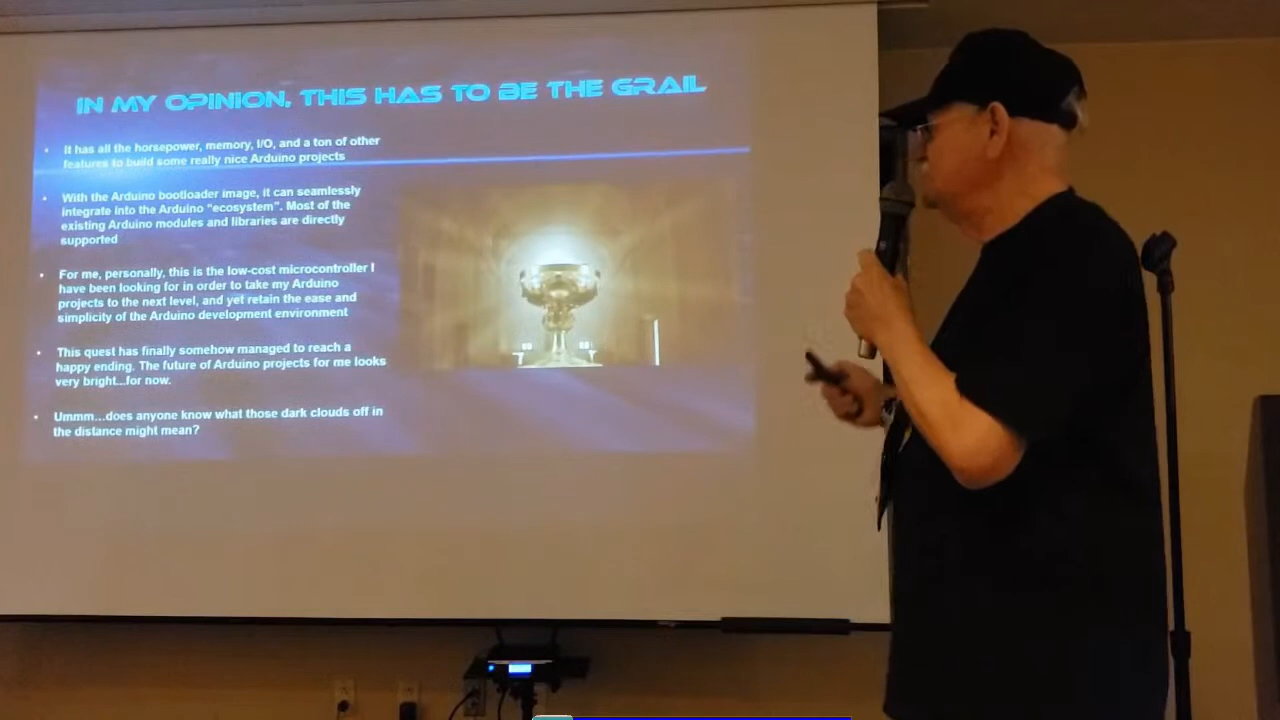 IN MY OPINION, THIS HAS TO BE THE GRAIL
• It has all the horsepower, memory, I/O, and a ton of other
features to build some really nice Arduino projects
• With the Arduino bootloader image, it can seamlessly
integrate into the Arduino “ecosystem”. Most of the
existing Arduino modules and libraries are directly
supported
• For me, personally, this is the low-cost microcontroller I
have been looking for in order to take my Arduino
projects to the next level, and yet retain the ease and
simplicity of the Arduino development environment
• This quest has finally somehow managed to reach a
happy ending. The future of Arduino projects for me looks
very bright...for now.
• Ummm...does anyone know what those dark clouds off in
the distance might mean?